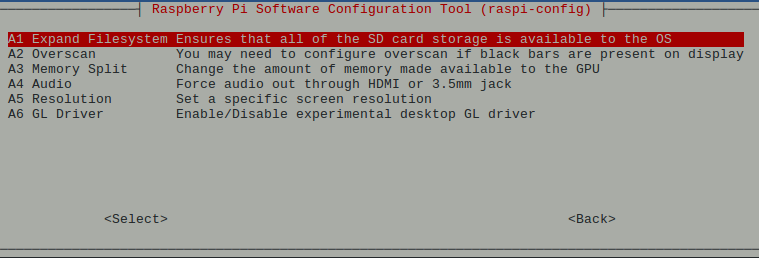 Raspberry Pi Software Configuration Tool (raspi-config)
A1 Expand Filesystem Ensures that all of the SD card storage is available to the OS
A2 Overscan You may need to configure overscan if black bars are present on display
A3 Memory Split Change the amount of memory made available to the GPU
A4 Audio Force audio out through HDMI or 3.5mm jack
A5 Resolution Set a specific screen resolution
A6 GL Driver Enable/Disable experimental desktop GL driver
<Select> <Back>